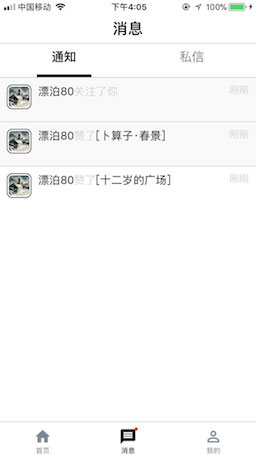 中国移动 下午4:05 100%
消息
通知 私信
漂泊80关注了你 刚刚
漂泊80赞了[卜算子·春景] 刚刚
漂泊80赞了[十二岁的广场] 刚刚
首页 消息 我的